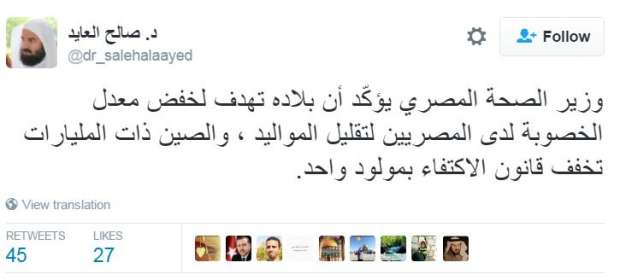 د. صالح العايد
@dr_salehalaayed
Follow
وزير الصحة المصري يؤكّد أن بلاده تهدف لخفض معدل
الخصوبة لدى المصريين لتقليل المواليد ، والصين ذات المليارات
تخفف قانون الاكتفاء بمولود واحد.
View translation
RETWEETS LIKES
45 27